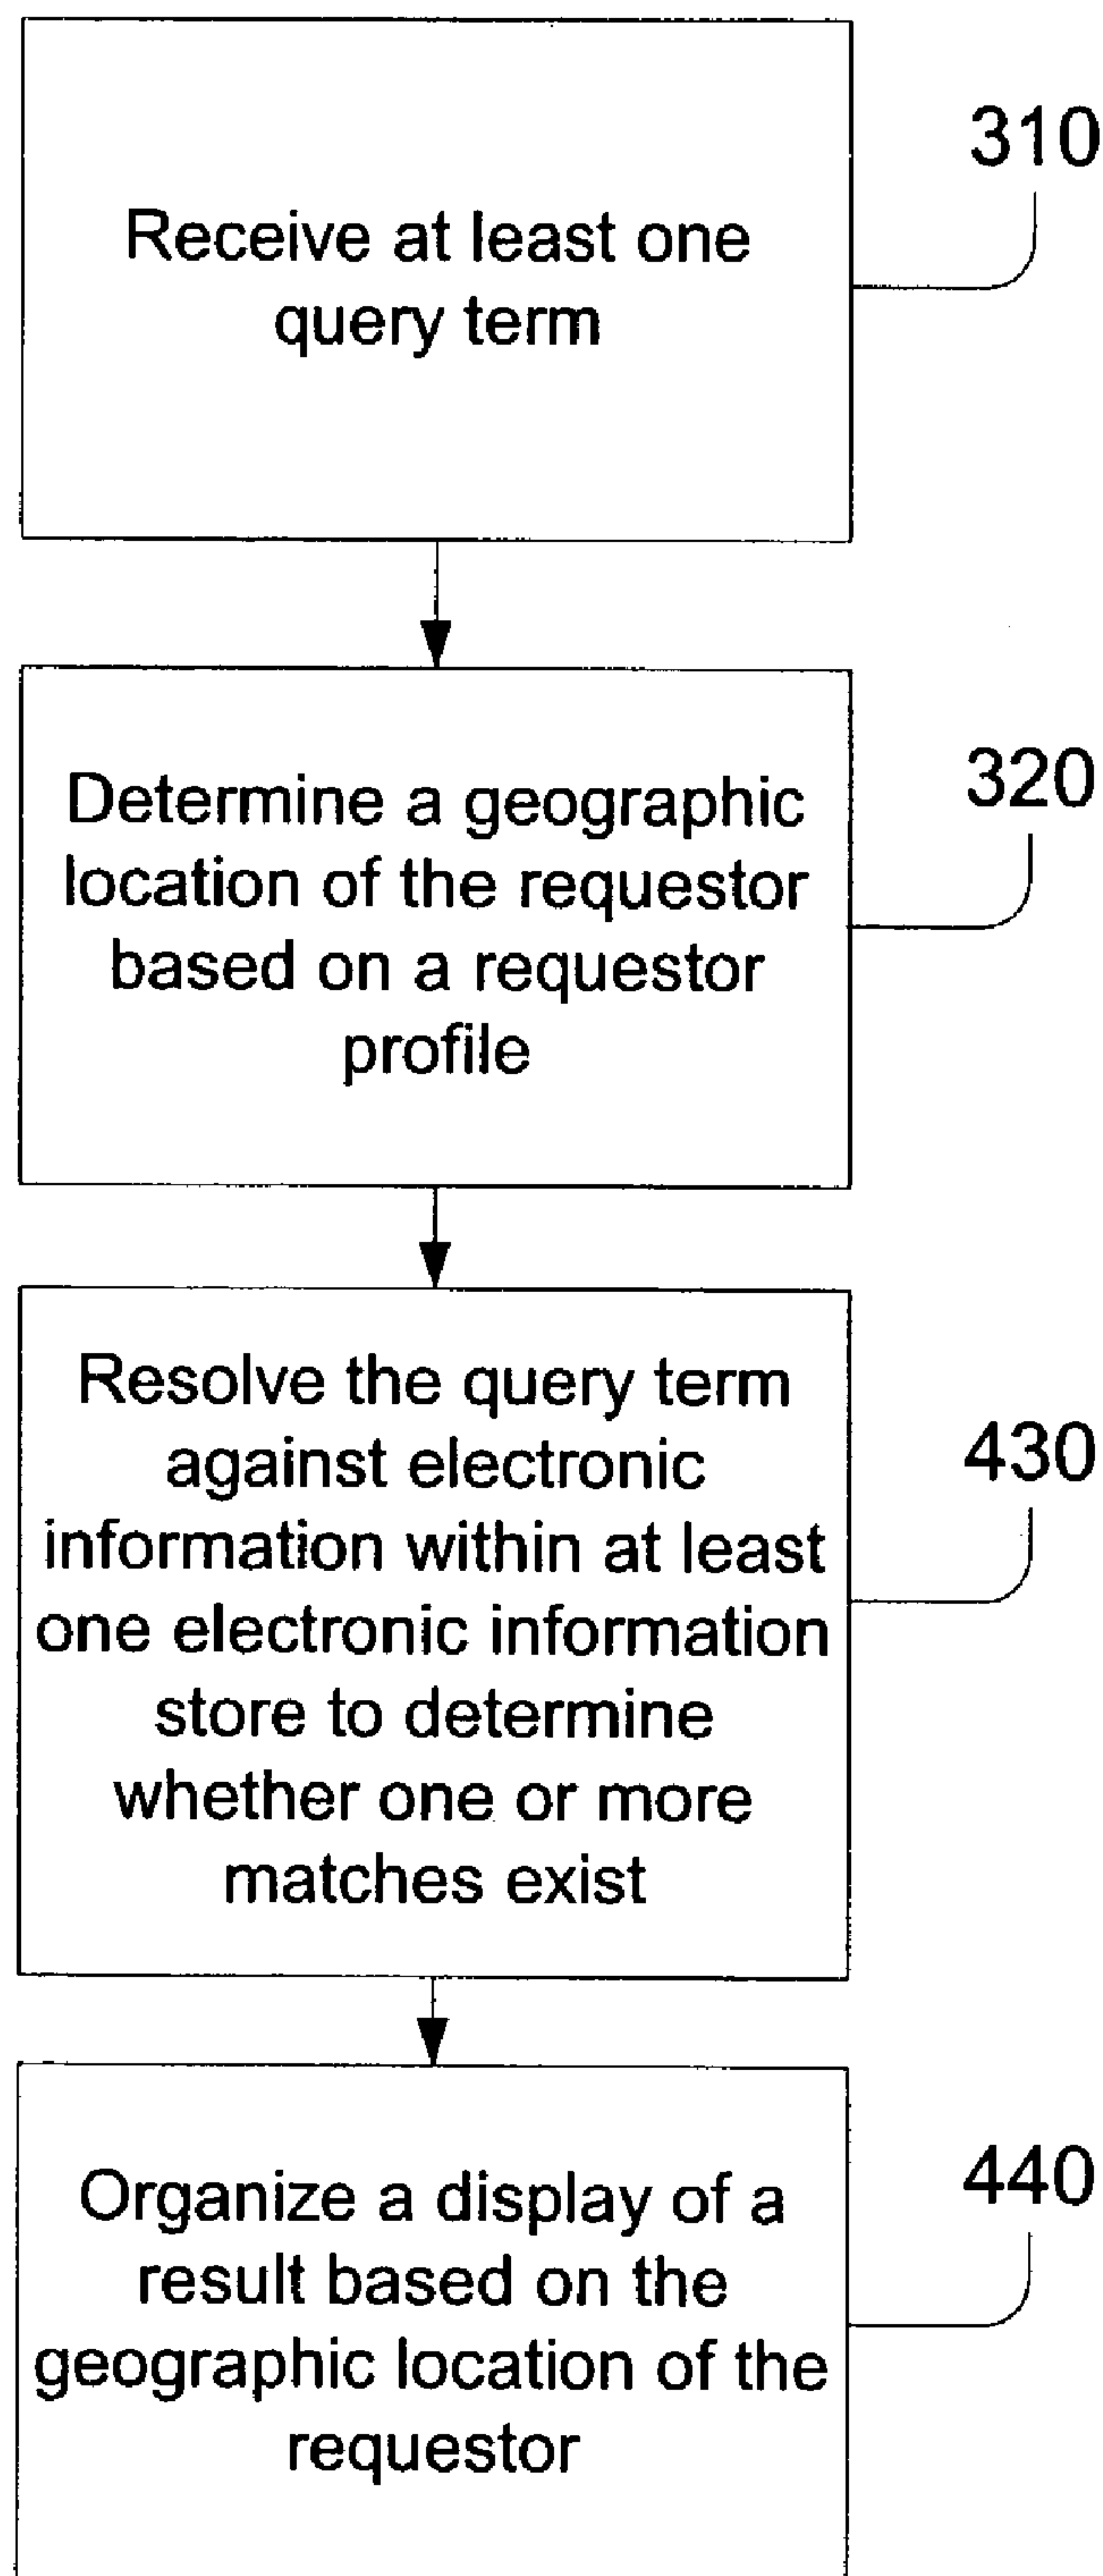 310
Receive at least one
query term
320
Determine a geographic
location of the requestor
based on a requestor
profile
430
Resolve the query term
against electronic
information within at least
one electronic information
store to determine
whether one or more
matches exist
440
Organize a display of a
result based on the
geographic location of the
requestor